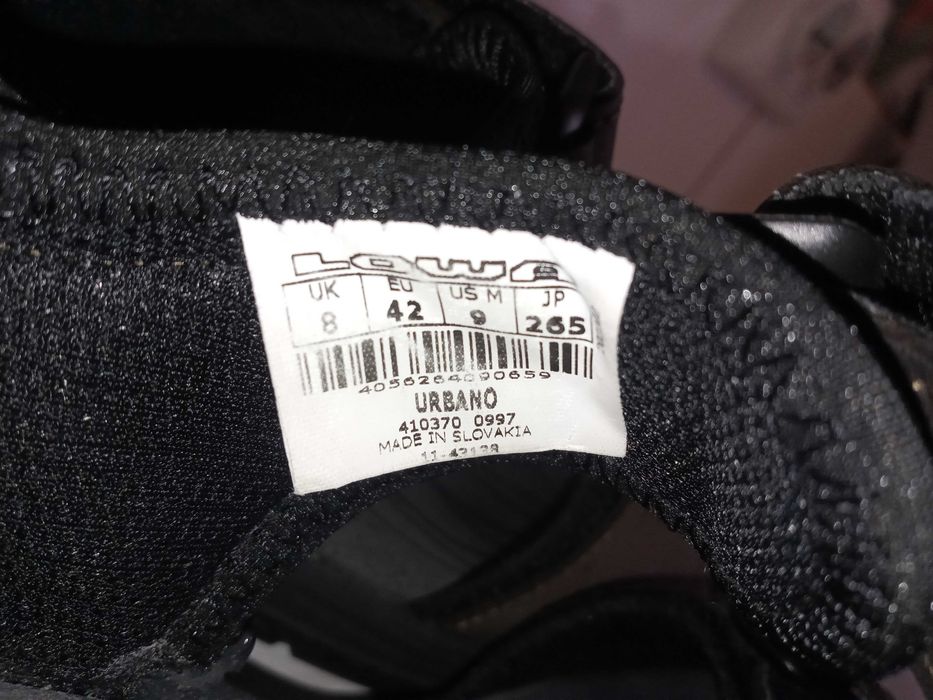 LOWA
UK EU US M JP
8 42 9 265
4056264090659
URBANO
410370 0997
MADE IN SLOVAKIA